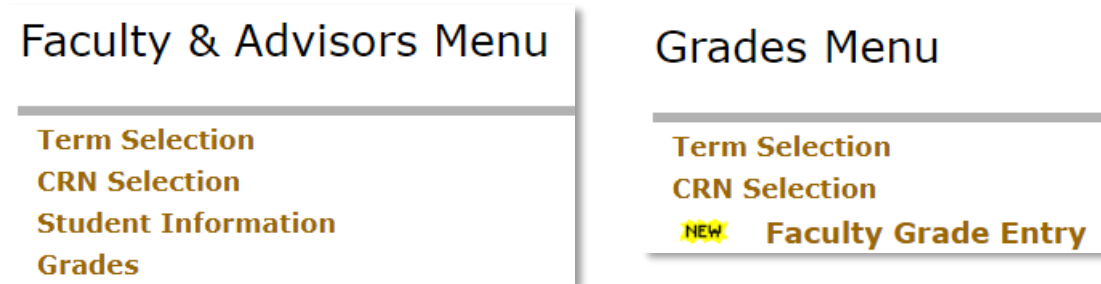 Faculty & Advisors Menu
Term Selection
CRN Selection
Student Information
Grades
Grades Menu
Term Selection
CRN Selection
NEW Faculty Grade Entry